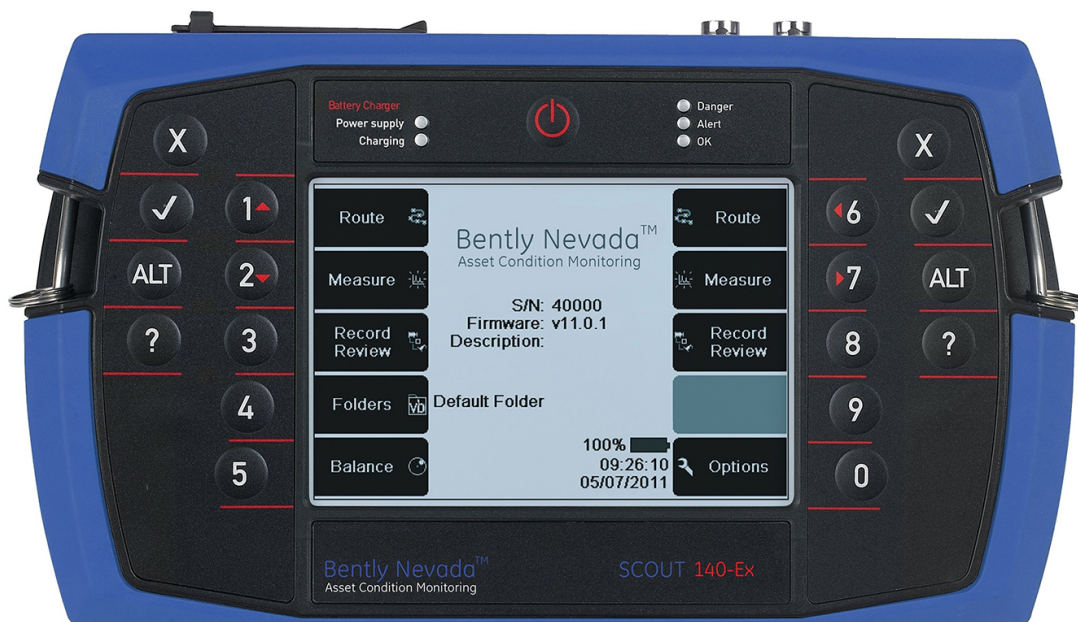 Battery Charger
Power supply
Charging
Danger
Alert
OK
X
✓
ALT
?
1
2
3
4
5
Route
Measure
Record
Review
Folders
VD
Balance
Bently Nevada™
Asset Condition Monitoring
S/N: 40000
Firmware: v11.0.1
Description:
Default Folder
100%
09:26:10
05/07/2011
Route
Measure
Record
Review
Options
6
7
8
9
0
X
✓
ALT
?
Bently Nevada™
Asset Condition Monitoring
SCOUT 140-Ex